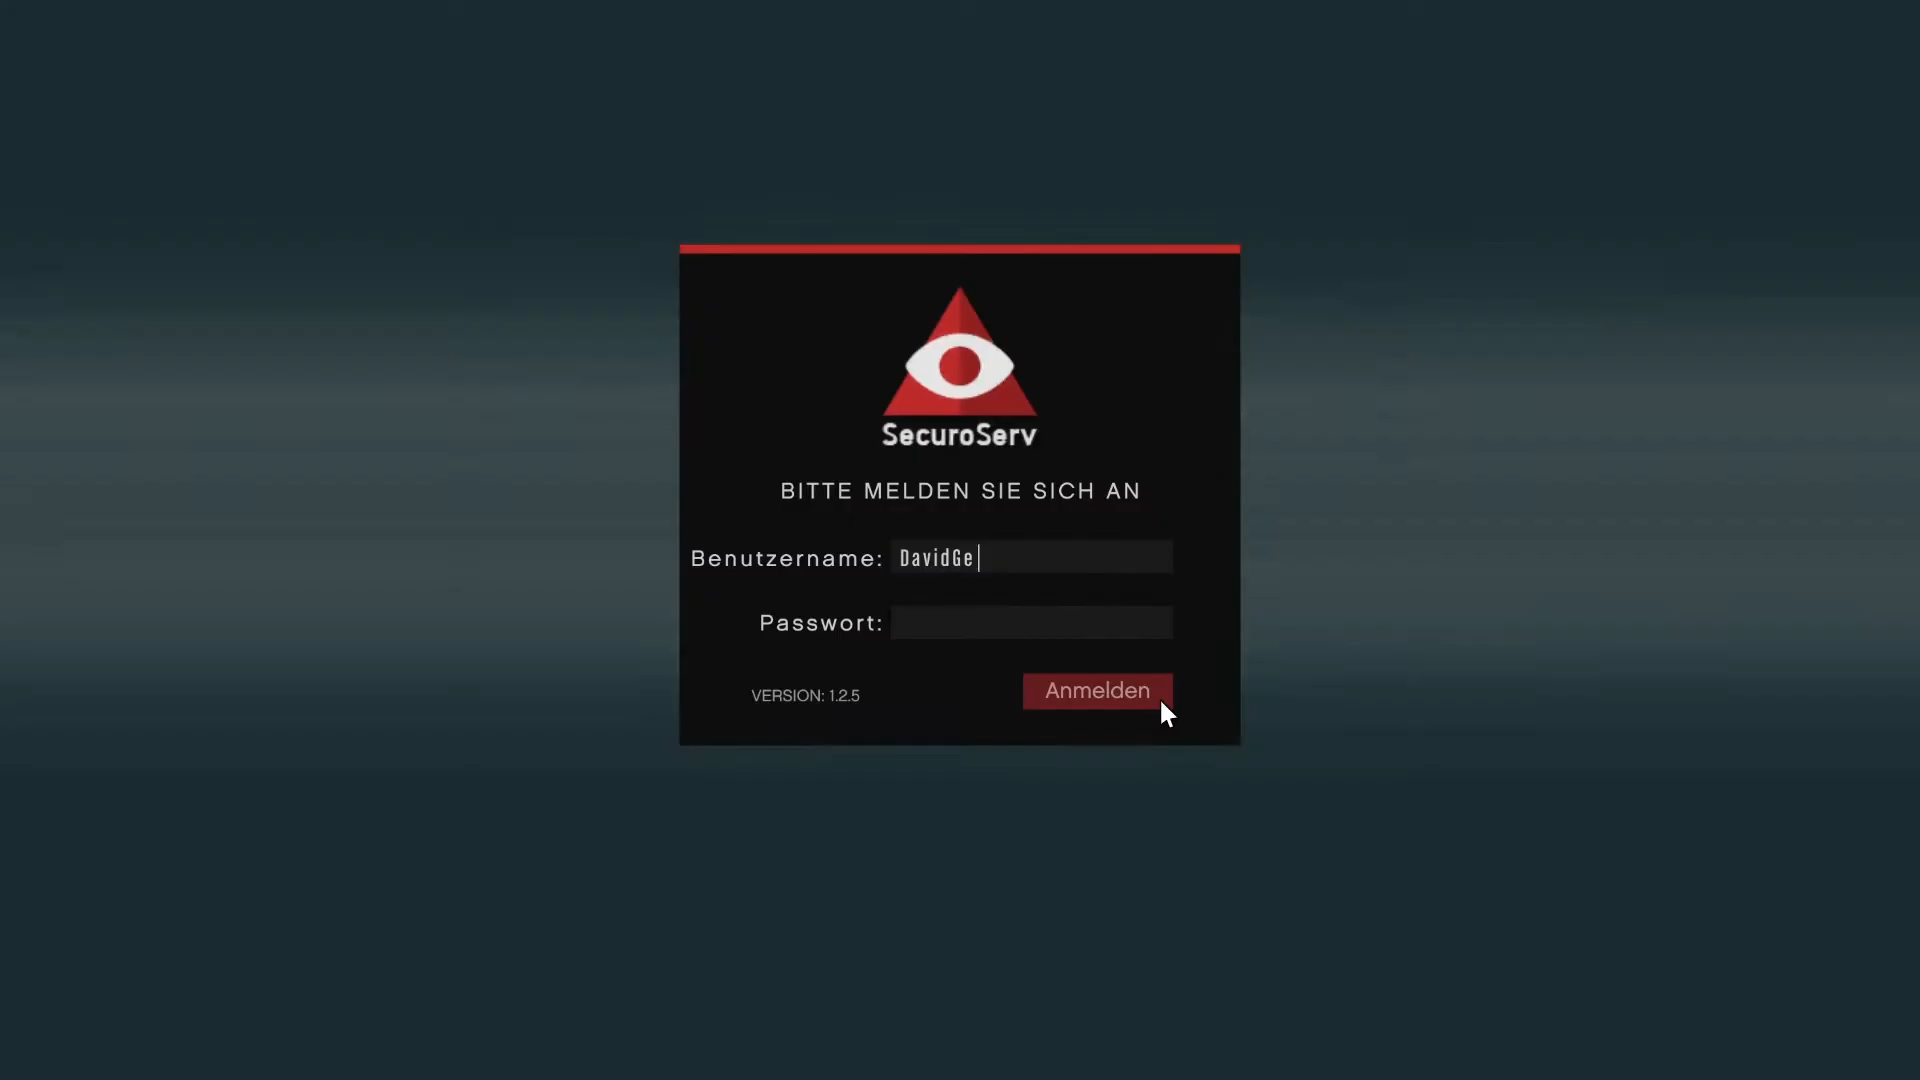 SecuroServ
BITTE MELDEN SIE SICH AN
Benutzername: DavidGe
Passwort:
VERSION: 1.2.5 Anmelden